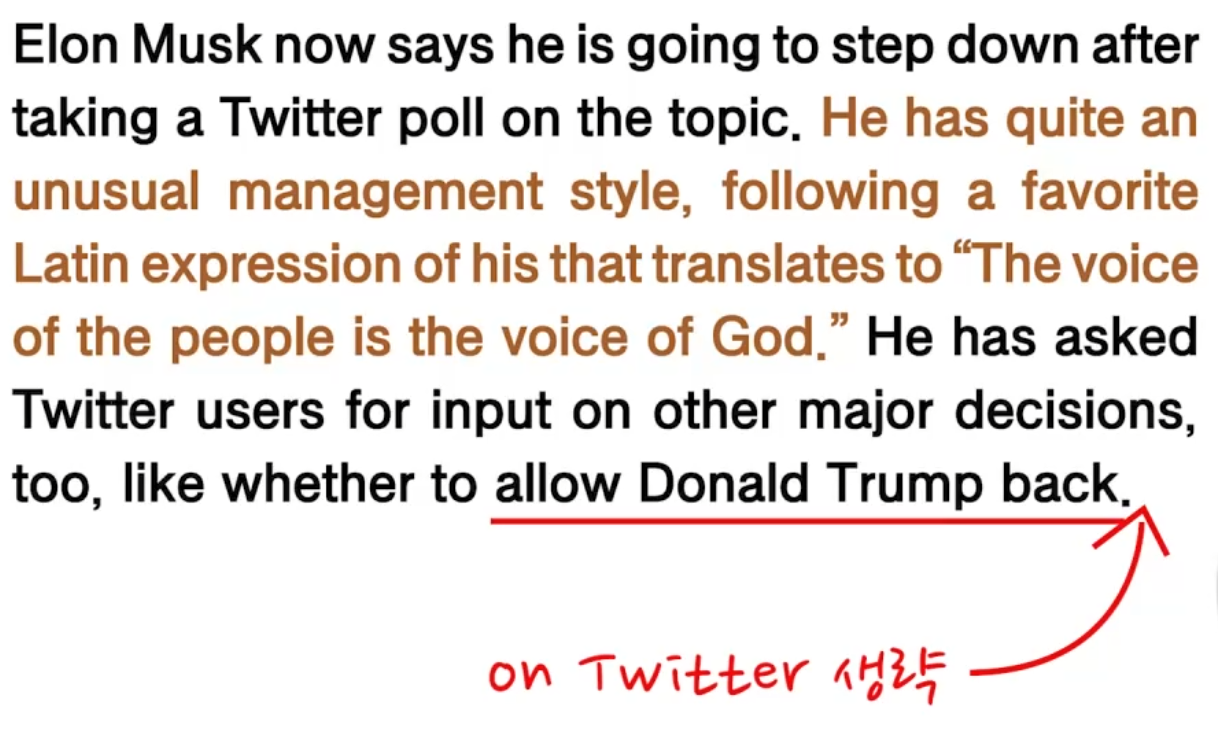 Elon Musk now says he is going to step down after
taking a Twitter poll on the topic. He has quite an
unusual management style, following a favorite
Latin expression of his that translates to “The voice
of the people is the voice of God.” He has asked
Twitter users for input on other major decisions,
too, like whether to allow Donald Trump back.
on Twitter 생략